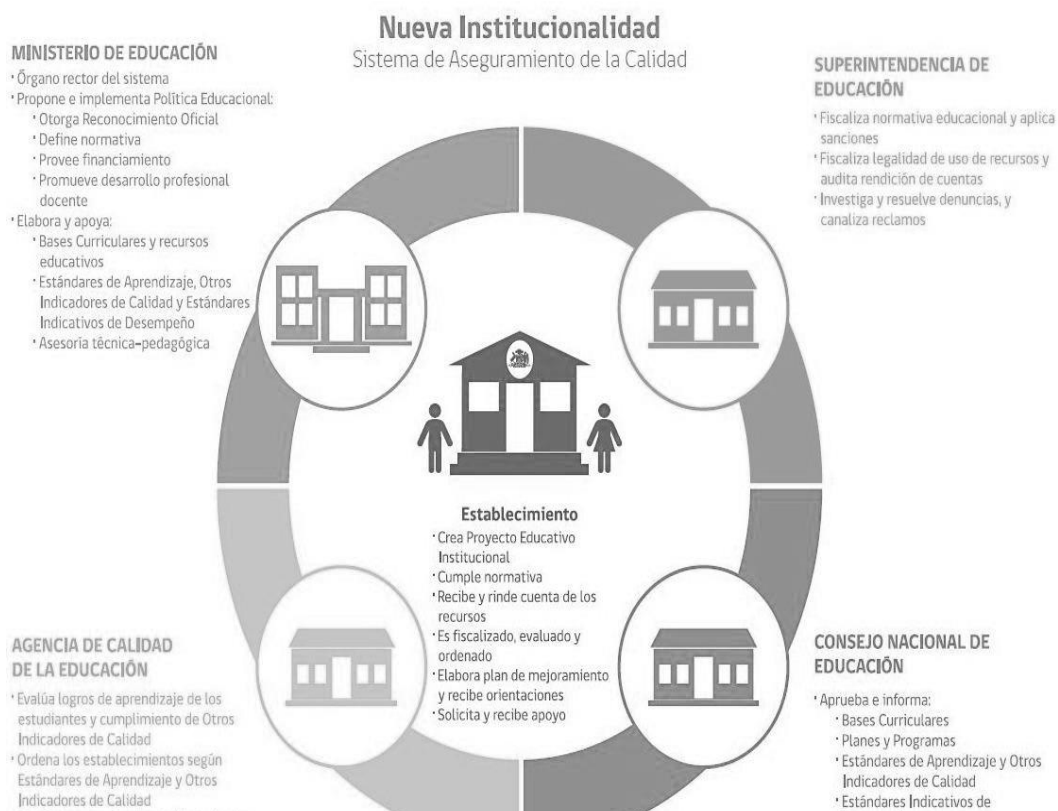 Nueva Institucionalidad
Sistema de Aseguramiento de la Calidad
MINISTERIO DE EDUCACIÓN
· Órgano rector del sistema
· Propone e implementa Política Educacional:
· Otorga Reconocimiento Oficial
· Define normativa
· Provee financiamiento
· Promueve desarrollo profesional
docente
· Elabora y apoya:
· Bases Curriculares y recursos
educativos
· Estándares de Aprendizaje, Otros
Indicadores de Calidad y Estándares
Indicativos de Desempeño
· Asesoría técnica-pedagógica
SUPERINTENDENCIA DE
EDUCACIÓN
· Fiscaliza normativa educacional y aplica
sanciones
· Fiscaliza legalidad de uso de recursos y
audita rendición de cuentas
· Investiga y resuelve denuncias, y
canaliza reclamos
Establecimiento
· Crea Proyecto Educativo
Institucional
· Cumple normativa
· Recibe y rinde cuenta de los
recursos
· Es fiscalizado, evaluado y
ordenado
· Elabora plan de mejoramiento
y recibe orientaciones
· Solicita y recibe apoyo
AGENCIA DE CALIDAD
DE LA EDUCACIÓN
· Evalúa logros de aprendizaje de los
estudiantes y cumplimiento de Otros
Indicadores de Calidad
· Ordena los establecimientos según
Estándares de Aprendizaje y Otros
Indicadores de Calidad
CONSEJO NACIONAL DE
EDUCACIÓN
· Aprueba e informa:
· Bases Curriculares
· Planes y Programas
· Estándares de Aprendizaje y Otros
Indicadores de Calidad
· Estándares Indicativos de